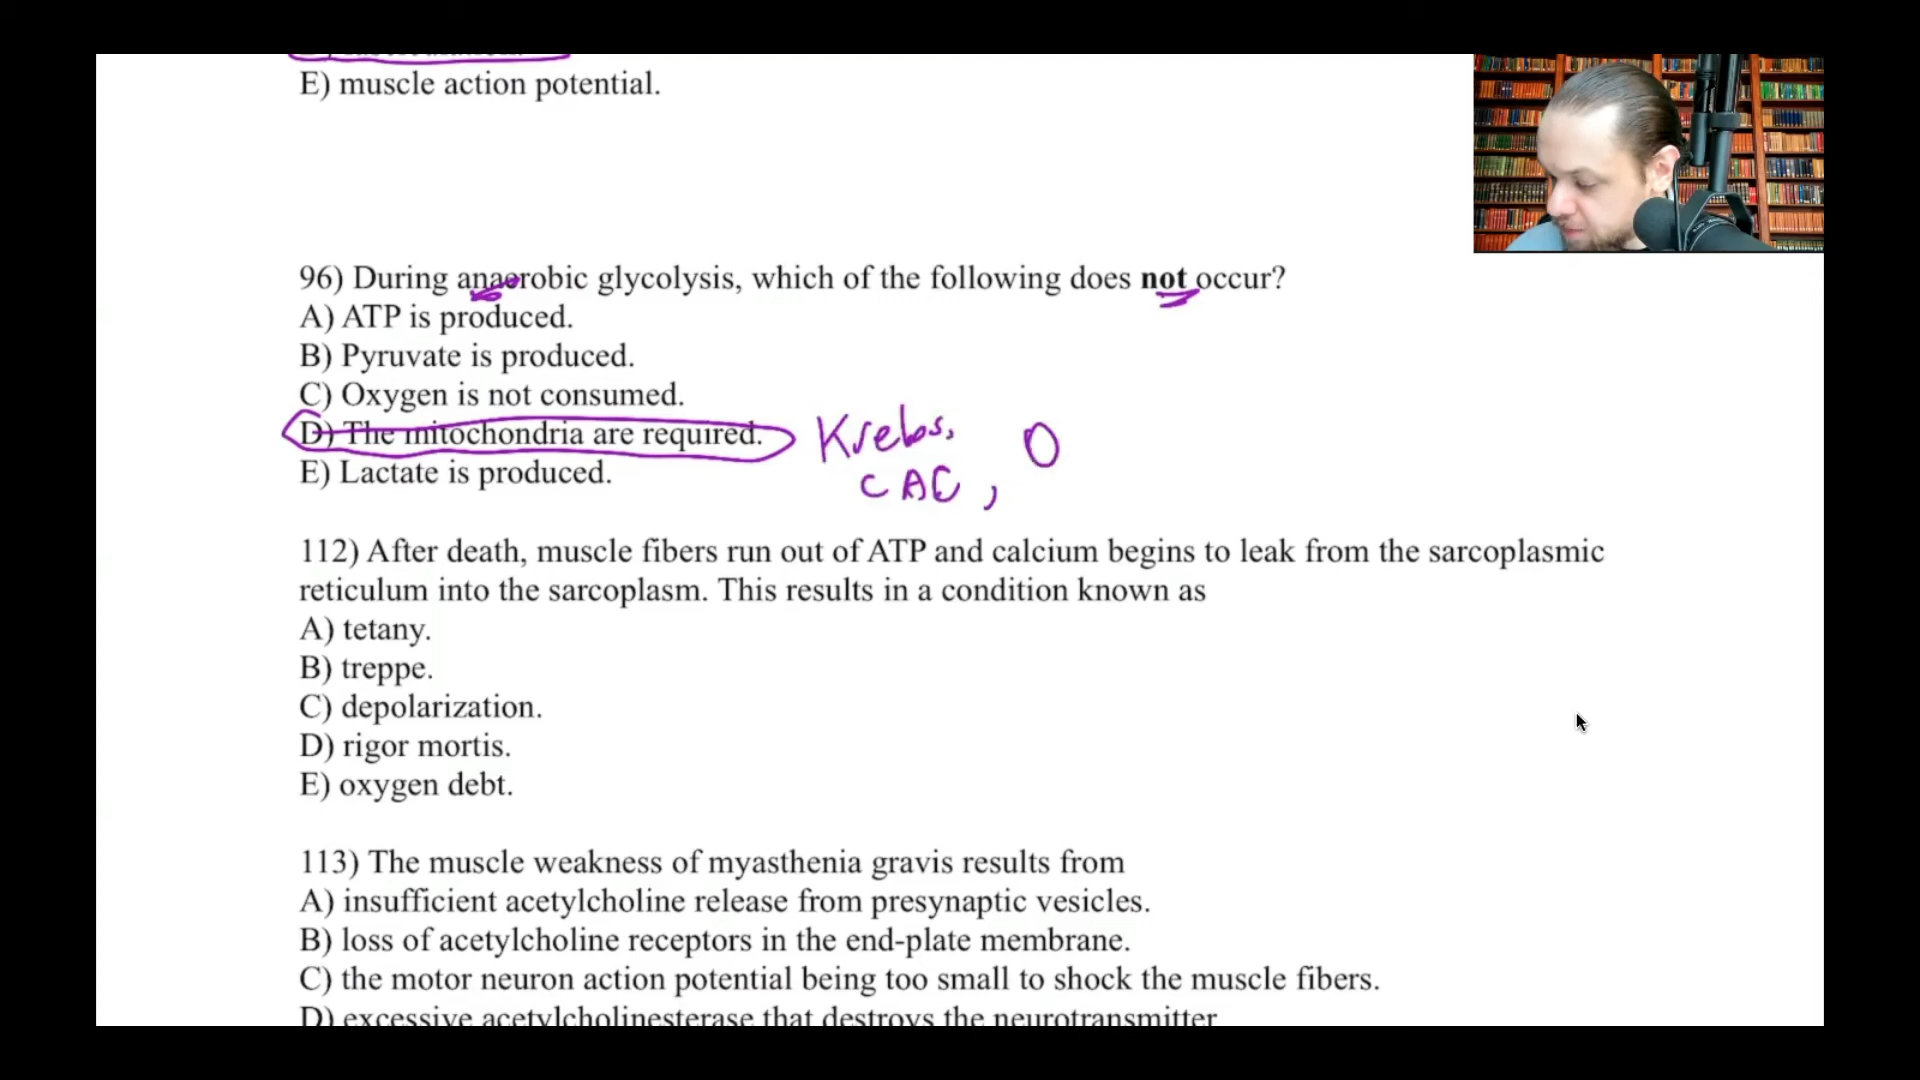 E) muscle action potential.
96) During anaerobic glycolysis, which of the following does not occur?
A) ATP is produced.
B) Pyruvate is produced.
C) Oxygen is not consumed.
D) The mitochondria are required.
Krebs, O
CAC,
E) Lactate is produced.
112) After death, muscle fibers run out of ATP and calcium begins to leak from the sarcoplasmic
reticulum into the sarcoplasm. This results in a condition known as
A) tetany.
B) treppe.
C) depolarization.
D) rigor mortis.
E) oxygen debt.
113) The muscle weakness of myasthenia gravis results from
A) insufficient acetylcholine release from presynaptic vesicles.
B) loss of acetylcholine receptors in the end-plate membrane.
C) the motor neuron action potential being too small to shock the muscle fibers.
D) excessive acetylcholinesterase that destroys the neurotransmitter